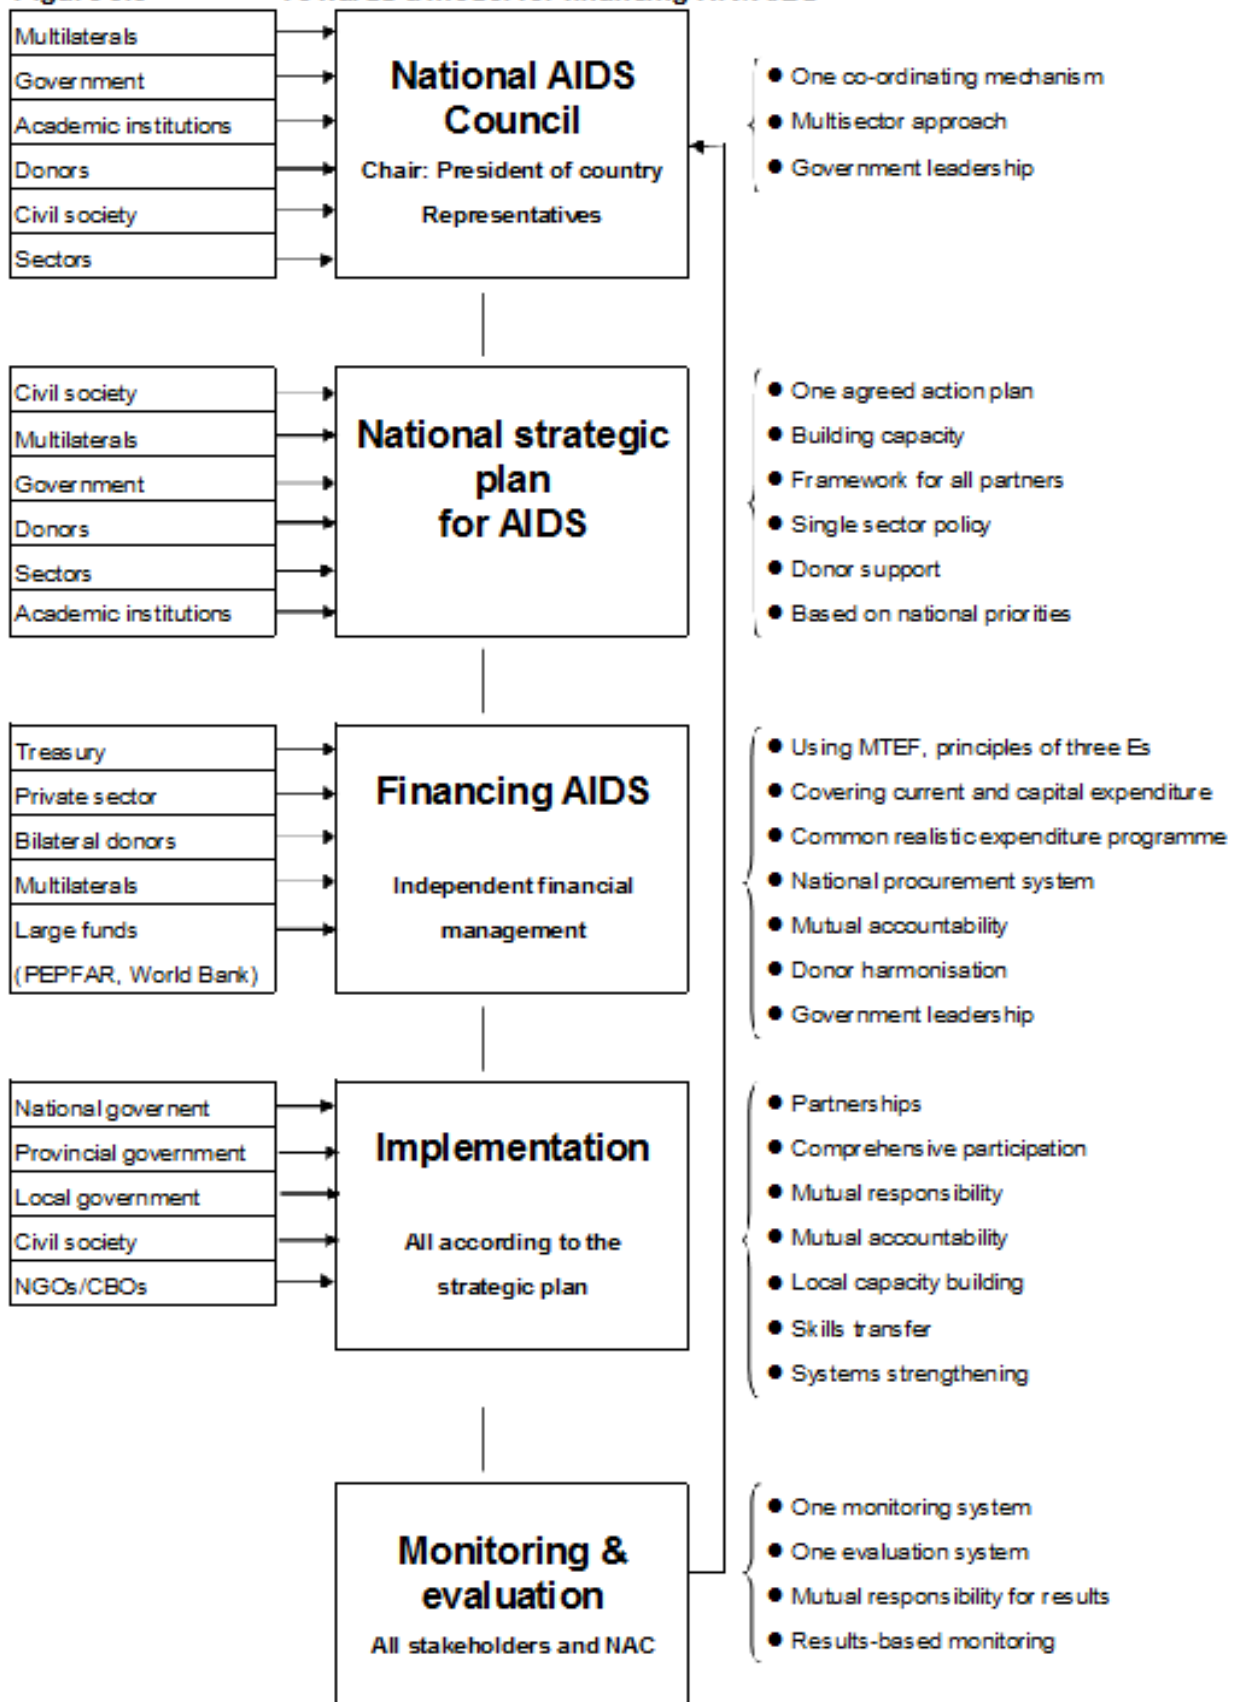 Multilaterals
Government
Academic institutions
Donors
Civil society
Sectors
National AIDS
Council
Chair: President of country
Representatives
One co-ordinating mechanism
Multisector approach
Government leadership
Civil society
Multilaterals
Government
Donors
Sectors
Academic institutions
National strategic
plan
for AIDS
One agreed action plan
Building capacity
Framework for all partners
Single sector policy
Donor support
Based on national priorities
Treasury
Private sector
Bilateral donors
Multilaterals
Large funds
(PEPFAR, World Bank)
Financing AIDS
Independent financial
management
Using MTEF, principles of three Es
Covering current and capital expenditure
Common realistic expenditure programme
National procurement system
Mutual accountability
Donor harmonisation
Government leadership
National governent
Provincial government
Local government
Civil society
NGOs/CBOs
Implementation
All according to the
strategic plan
Partnerships
Comprehensive participation
Mutual responsibility
Mutual accountability
Local capacity building
Skills transfer
Systems strengthening
Monitoring &
evaluation
All stakeholders and NAC
One monitoring system
One evaluation system
Mutual responsibility for results
Results-based monitoring